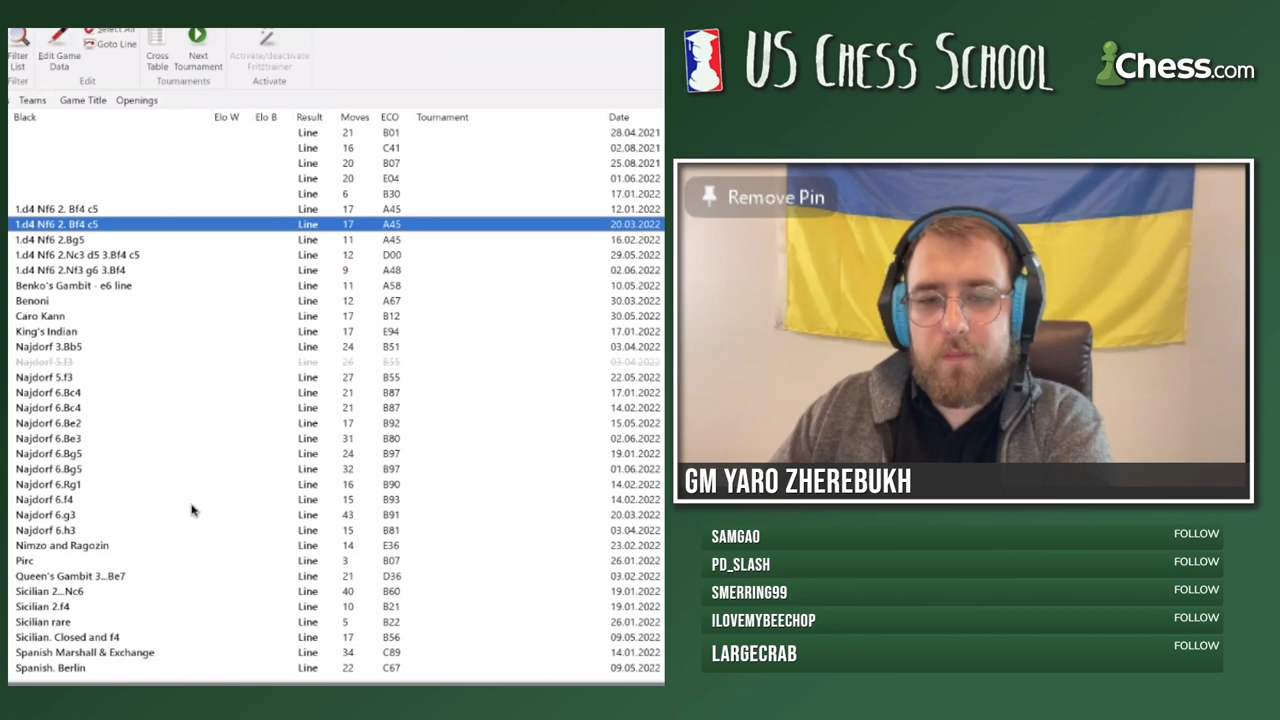 Select All
Goto Line
Filter
List
Edit Game
Data
Cross
Table
Next
Tournament
Activate/deactivate
Fritztrainer
Filter
Edit
Tournaments
Activate
s Teams Game Title Openings
Black Elo W Elo B Result Moves ECO Tournament Date
Line 21 B01 28.04.2021
Line 16 C41 02.08.2021
Line 20 B07 25.08.2021
Line 20 E04 01.06.2022
Line 6 B30 17.01.2022
1.d4 Nf6 2. Bf4 c5 Line 17 A45 12.01.2022
1.d4 Nf6 2. Bf4 c5 Line 17 A45 20.03.2022
1.d4 Nf6 2.Bg5 Line 11 A45 16.02.2022
1.d4 Nf6 2.Nc3 d5 3.Bf4 c5 Line 12 D00 29.05.2022
1.d4 Nf6 2.Nf3 g6 3.Bf4 Line 9 A48 02.06.2022
Benko's Gambit - e6 line Line 11 A58 10.05.2022
Benoni Line 12 A67 30.03.2022
Caro Kann Line 17 B12 30.05.2022
King's Indian Line 17 E94 17.01.2022
Najdorf 3.Bb5 Line 24 B51 03.04.2022
Najdorf 5.f3 Line 26 B55 03.04.2022
Najdorf 5.f3 Line 27 B55 22.05.2022
Najdorf 6.Bc4 Line 21 B87 17.01.2022
Najdorf 6.Bc4 Line 21 B87 14.02.2022
Najdorf 6.Be2 Line 17 B92 15.05.2022
Najdorf 6.Be3 Line 31 B80 02.06.2022
Najdorf 6.Bg5 Line 24 B97 19.01.2022
Najdorf 6.Bg5 Line 32 B97 01.06.2022
Najdorf 6.Rg1 Line 16 B90 14.02.2022
Najdorf 6.f4 Line 15 B93 14.02.2022
Najdorf 6.g3 Line 43 B91 20.03.2022
Najdorf 6.h3 Line 15 B81 03.04.2022
Nimzo and Ragozin Line 14 E36 23.02.2022
Pirc Line 3 B07 26.01.2022
Queen's Gambit 3...Be7 Line 21 D36 03.02.2022
Sicilian 2...Nc6 Line 40 B60 19.01.2022
Sicilian 2.f4 Line 10 B21 19.01.2022
Sicilian rare Line 5 B22 26.01.2022
Sicilian. Closed and f4 Line 17 B56 09.05.2022
Spanish Marshall & Exchange Line 34 C89 14.01.2022
Spanish. Berlin Line 22 C67 09.05.2022
US CHESS SCHOOL
Chess.com
Remove Pin
GM YARO ZHEREBUKH
SAMGAO FOLLOW
PD_SLASH FOLLOW
SMERRING99 FOLLOW
ILOVEMYBEECHOP FOLLOW
LARGECRAB FOLLOW